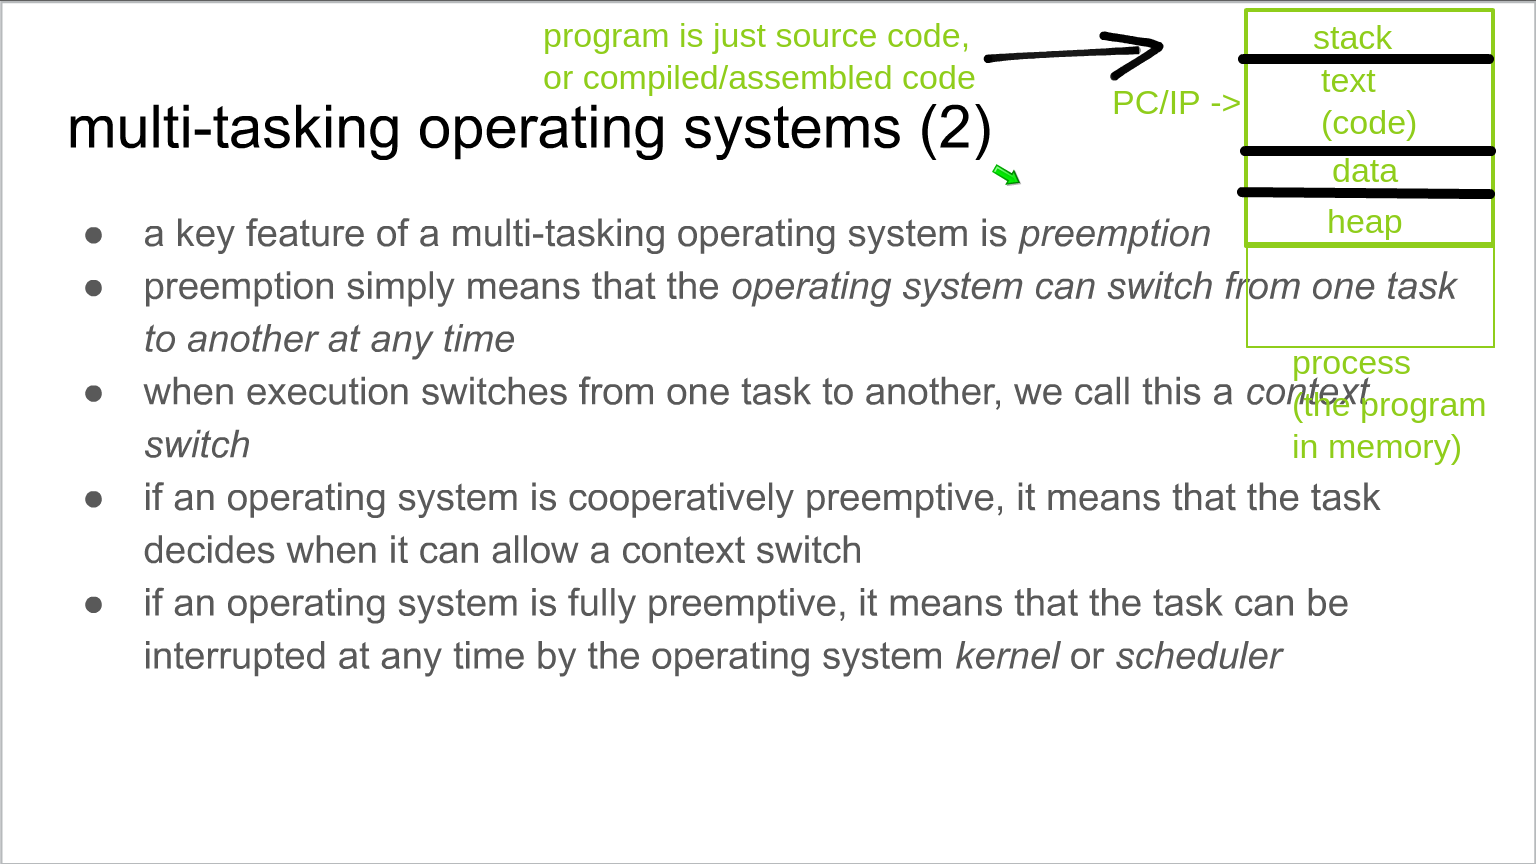 program is just source code,
or compiled/assembled code
stack
text
(code)
PC/IP ->
data
heap
process
(the program
in memory)
multi-tasking operating systems (2)
● a key feature of a multi-tasking operating system is preemption
● preemption simply means that the operating system can switch from one task
to another at any time
● when execution switches from one task to another, we call this a context
switch
● if an operating system is cooperatively preemptive, it means that the task
decides when it can allow a context switch
● if an operating system is fully preemptive, it means that the task can be
interrupted at any time by the operating system kernel or scheduler